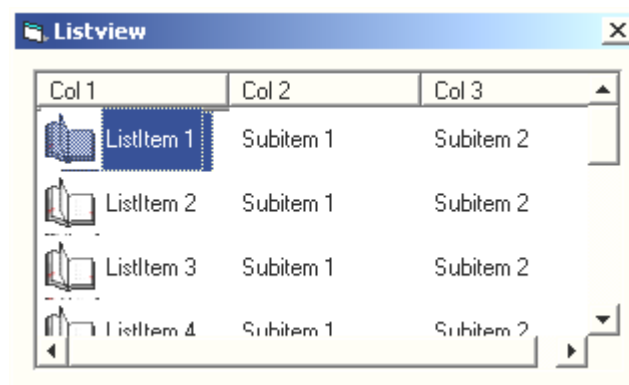 Listview
Col 1 Col 2 Col 3
ListItem 1 Subitem 1 Subitem 2
ListItem 2 Subitem 1 Subitem 2
ListItem 3 Subitem 1 Subitem 2
ListItem 4 Subitem 1 Subitem 2